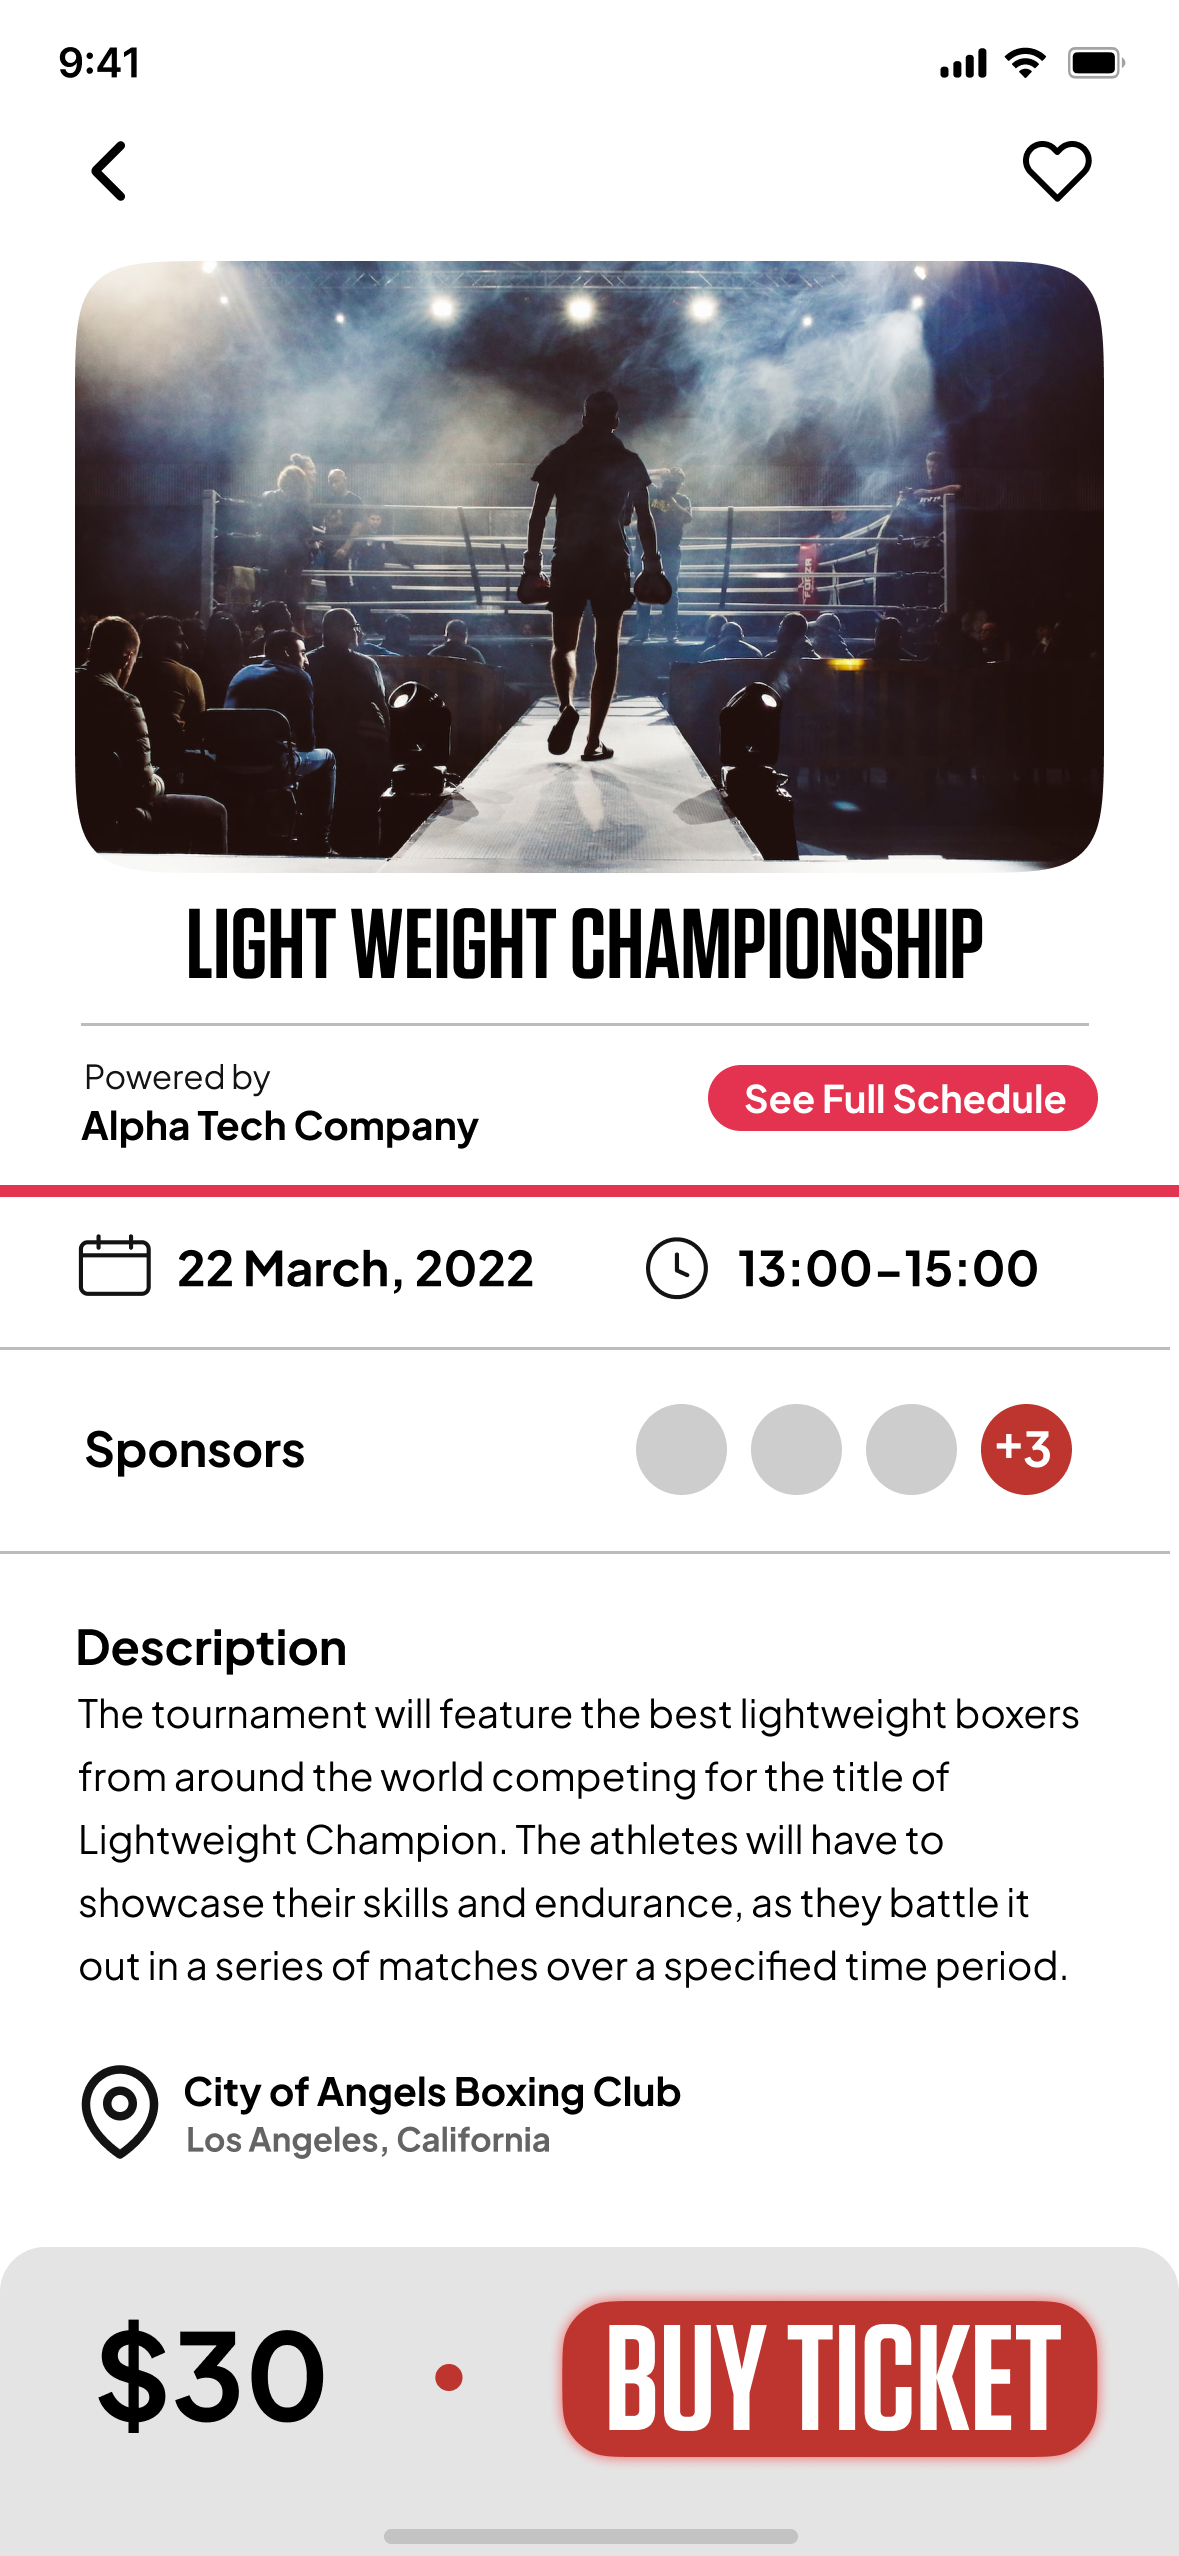 9:41
FORZA
LIGHT WEIGHT CHAMPIONSHIP
Powered by
Alpha Tech Company
See Full Schedule
22 March, 2022
13:00-15:00
Sponsors
+3
Description
The tournament will feature the best lightweight boxers
from around the world competing for the title of
Lightweight Champion. The athletes will have to
showcase their skills and endurance, as they battle it
out in a series of matches over a specified time period.
City of Angels Boxing Club
Los Angeles, California
$30
BUY TICKET